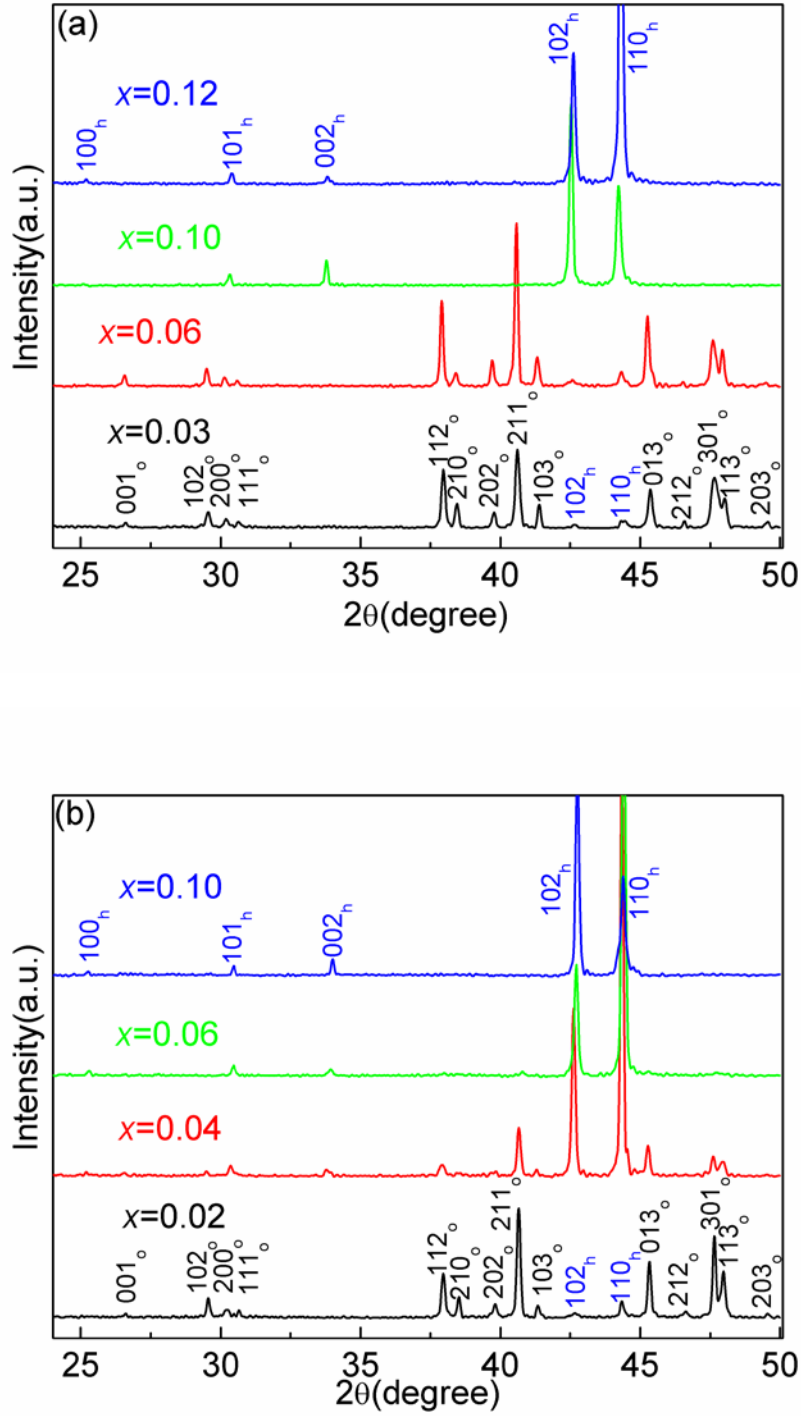 (a)
102h
110h
x=0.12
100h
101h
002h
x=0.10
x=0.06
x=0.03
001o
102o
200o
111o
112o
210o
202o
211o
103o
102h
110h
013o
212o
301o
113o
203o
Intensity(a.u.)
25 30 35 40 45 50
2θ(degree)
(b)
x=0.10
100h
101h
002h
102h
110h
x=0.06
x=0.04
x=0.02
001o
102o
200o
111o
112o
210o
202o
211o
103o
102h
110h
013o
212o
301o
113o
203o
Intensity(a.u.)
25 30 35 40 45 50
2θ(degree)